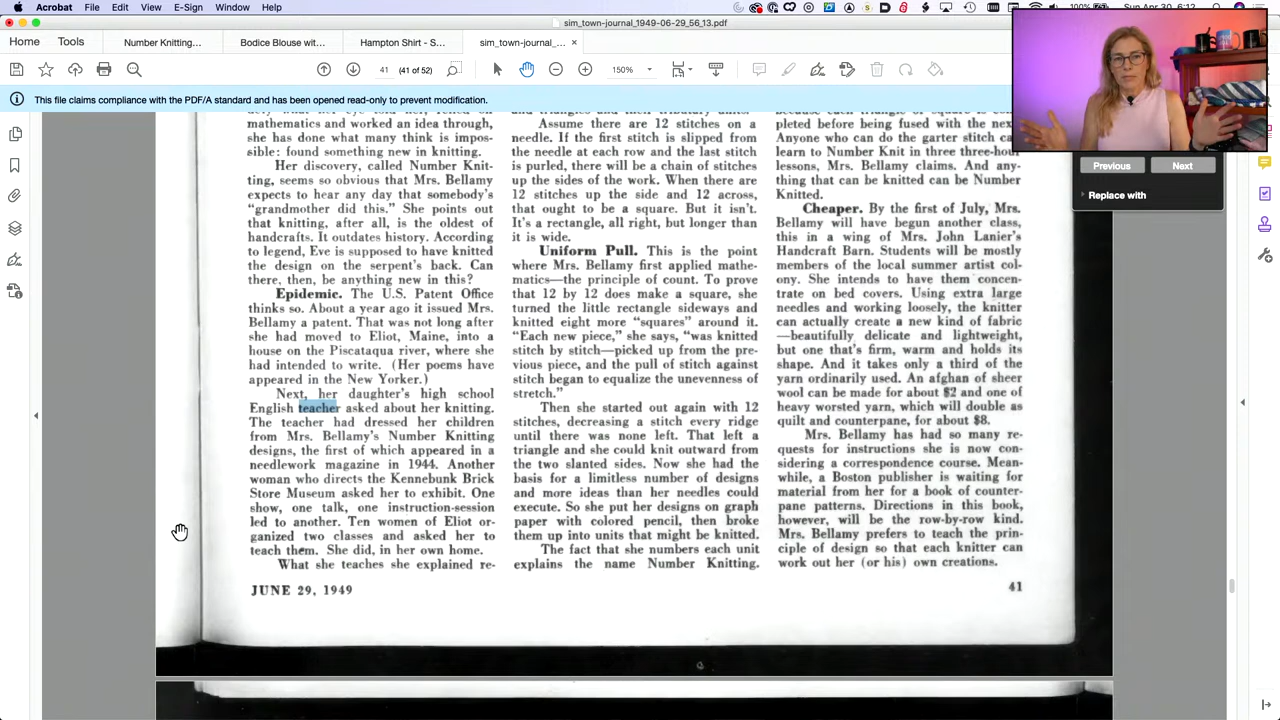 Acrobat File Edit View E-Sign Window Help
100%
Sun Apr 30 6:12
sim_town-journal_1949-06-29_56_13.pdf
Home Tools Number Knitting... Bodice Blouse wit... Hampton Shirt - S... sim_town-journal_... ×
41 (41 of 52) 150%
This file claims compliance with the PDF/A standard and has been opened read-only to prevent modification.
Previous Next
Replace with
mathematics and worked an idea through,
she has done what many think is impos-
sible: found something new in knitting.
Her discovery, called Number Knit-
ting, seems so obvious that Mrs. Bellamy
expects to hear any day that somebody's
"grandmother did this." She points out
that knitting, after all, is the oldest of
handcrafts. It outdates history. According
to legend, Eve is supposed to have knitted
the design on the serpent's back. Can
there, then, be anything new in this?
Epidemic. The U.S. Patent Office
thinks so. About a year ago it issued Mrs.
Bellamy a patent. That was not long after
she had moved to Eliot, Maine, into a
house on the Piscataqua river, where she
had intended to write. (Her poems have
appeared in the New Yorker.)
Next, her daughter's high school
English teacher asked about her knitting.
The teacher had dressed her children
from Mrs. Bellamy's Number Knitting
designs, the first of which appeared in a
needlework magazine in 1944. Another
woman who directs the Kennebunk Brick
Store Museum asked her to exhibit. One
show, one talk, one instruction-session
led to another. Ten women of Eliot or-
ganized two classes and asked her to
teach them. She did, in her own home.
What she teaches she explained re-
Assume there are 12 stitches on a
needle. If the first stitch is slipped from
the needle at each row and the last stitch
is purled, there will be a chain of stitches
up the sides of the work. When there are
12 stitches up the side and 12 across,
that ought to be a square. But it isn't.
It's a rectangle, all right, but longer than
it is wide.
Uniform Pull. This is the point
where Mrs. Bellamy first applied mathe-
matics—the principle of count. To prove
that 12 by 12 does make a square, she
turned the little rectangle sideways and
knitted eight more "squares" around it.
"Each new piece," she says, "was knitted
stitch by stitch—picked up from the pre-
vious piece, and the pull of stitch against
stitch began to equalize the unevenness of
stretch."
Then she started out again with 12
stitches, decreasing a stitch every ridge
until there was none left. That left a
triangle and she could knit outward from
the two slanted sides. Now she had the
basis for a limitless number of designs
and more ideas than her needles could
execute. So she put her designs on graph
paper with colored pencil, then broke
them up into units that might be knitted.
The fact that she numbers each unit
explains the name Number Knitting.
pleted before being fused with the next
Anyone who can do the garter stitch can
learn to Number Knit in three three-hour
lessons, Mrs. Bellamy claims. And any-
thing that can be knitted can be Number
Knitted.
Cheaper. By the first of July, Mrs.
Bellamy will have begun another class,
this in a wing of Mrs. John Lanier's
Handcraft Barn. Students will be mostly
members of the local summer artist col-
ony. She intends to have them concen-
trate on bed covers. Using extra large
needles and working loosely, the knitter
can actually create a new kind of fabric
—beautifully delicate and lightweight,
but one that's firm, warm and holds its
shape. And it takes only a third of the
yarn ordinarily used. An afghan of sheer
wool can be made for about $2 and one of
heavy worsted yarn, which will double as
quilt and counterpane, for about $8.
Mrs. Bellamy has had so many re-
quests for instructions she is now con-
sidering a correspondence course. Mean-
while, a Boston publisher is waiting for
material from her for a book of counter-
pane patterns. Directions in this book,
however, will be the row-by-row kind.
Mrs. Bellamy prefers to teach the prin-
ciple of design so that each knitter can
work out her (or his) own creations.
JUNE 29, 1949
41